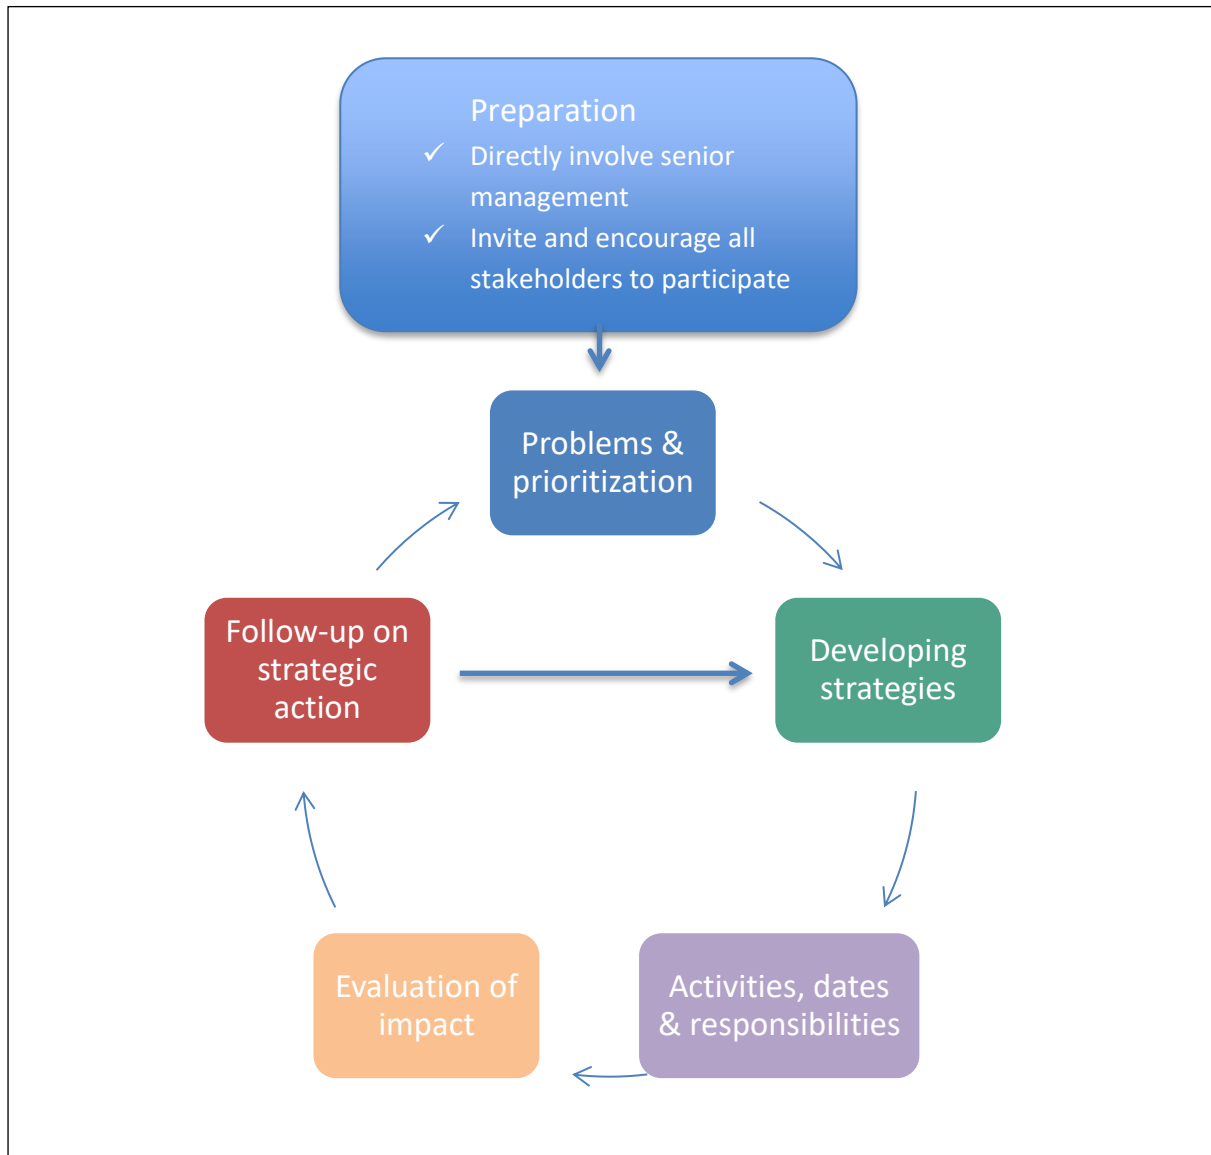 Preparation
✓ Directly involve senior
management
✓ Invite and encourage all
stakeholders to participate
Problems &
prioritization
Follow-up on
strategic
action
Developing
strategies
Evaluation of
impact
Activities, dates
& responsibilities